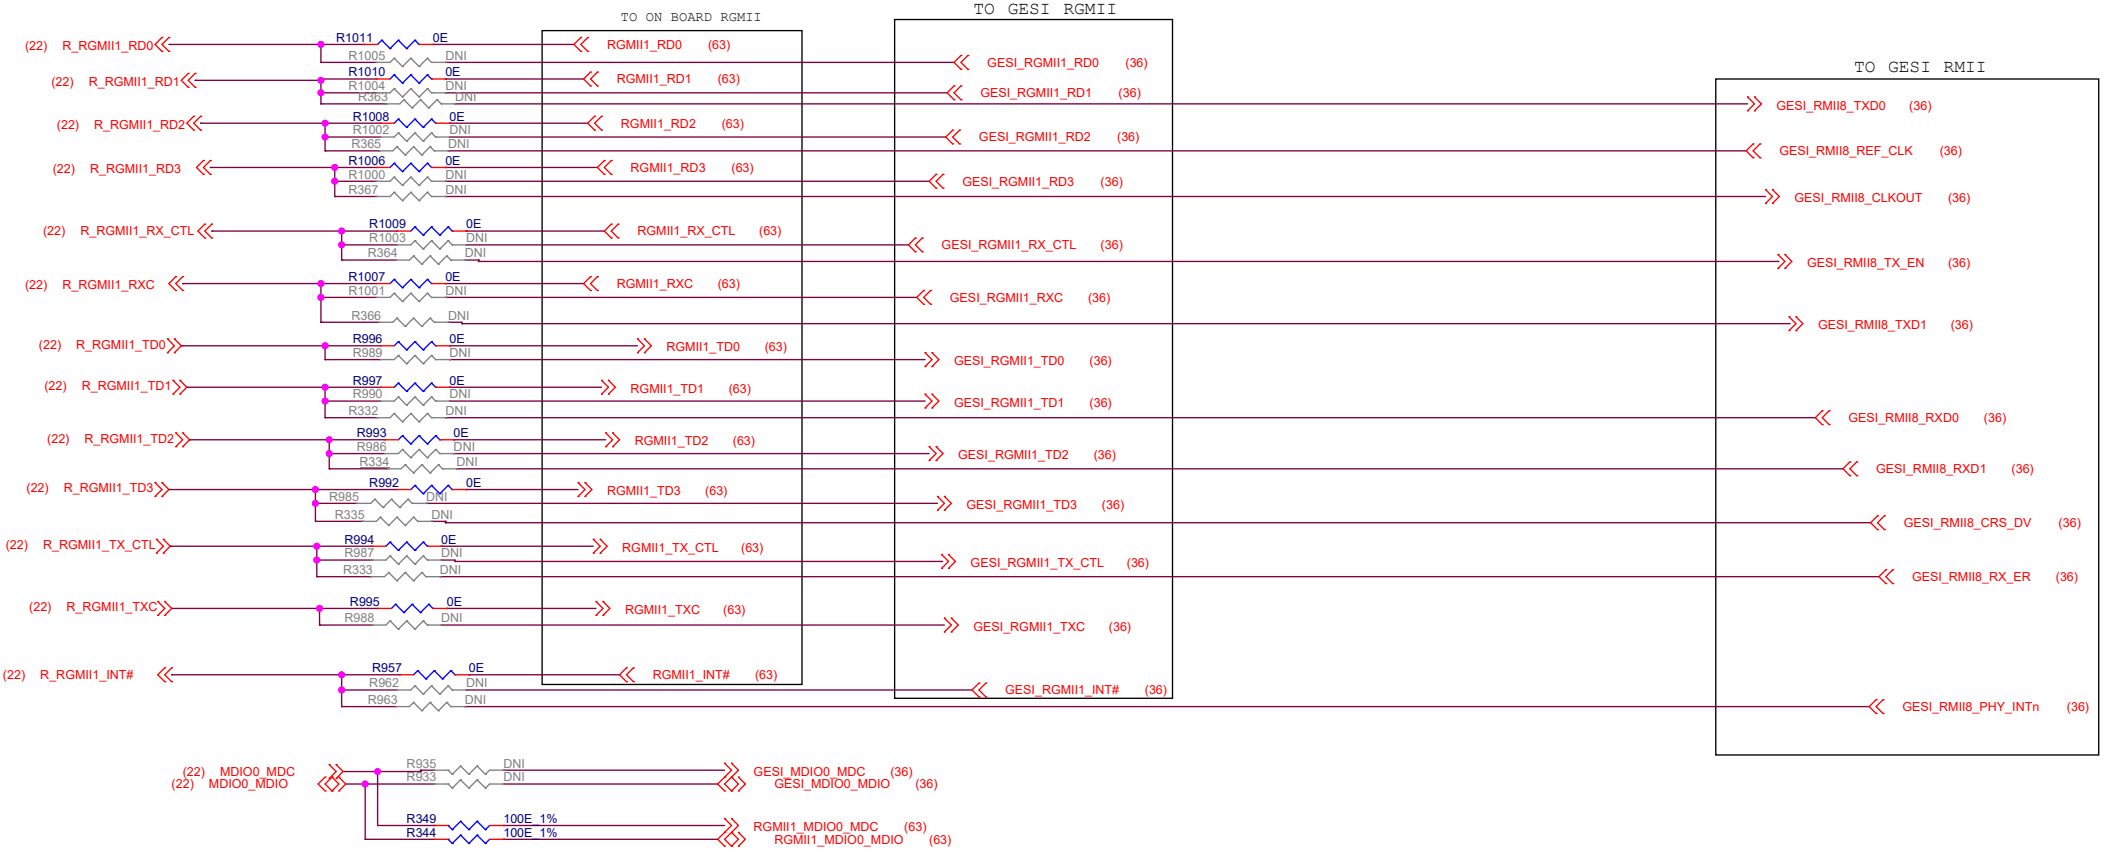 TO ON BOARD RGMII
TO GESI RGMII
TO GESI RMII
(22) R_RGMII1_RD0 R1011 0E RGMII1_RD0 (63)
R1005 DNI GESI_RGMII1_RD0 (36)
(22) R_RGMII1_RD1 R1010 0E RGMII1_RD1 (63)
R1004 DNI GESI_RGMII1_RD1 (36)
R363 DNI GESI_RMII8_TXD0 (36)
(22) R_RGMII1_RD2 R1008 0E RGMII1_RD2 (63)
R1002 DNI GESI_RGMII1_RD2 (36)
R365 DNI GESI_RMII8_REF_CLK (36)
(22) R_RGMII1_RD3 R1006 0E RGMII1_RD3 (63)
R1000 DNI GESI_RGMII1_RD3 (36)
R367 DNI GESI_RMII8_CLKOUT (36)
(22) R_RGMII1_RX_CTL R1009 0E RGMII1_RX_CTL (63)
R1003 DNI GESI_RGMII1_RX_CTL (36)
R364 DNI GESI_RMII8_TX_EN (36)
(22) R_RGMII1_RXC R1007 0E RGMII1_RXC (63)
R1001 DNI GESI_RGMII1_RXC (36)
R366 DNI GESI_RMII8_TXD1 (36)
(22) R_RGMII1_TD0 R996 0E RGMII1_TD0 (63)
R989 DNI GESI_RGMII1_TD0 (36)
(22) R_RGMII1_TD1 R997 0E RGMII1_TD1 (63)
R990 DNI GESI_RGMII1_TD1 (36)
R332 DNI GESI_RMII8_RXD0 (36)
(22) R_RGMII1_TD2 R993 0E RGMII1_TD2 (63)
R986 DNI GESI_RGMII1_TD2 (36)
R334 DNI GESI_RMII8_RXD1 (36)
(22) R_RGMII1_TD3 R992 0E RGMII1_TD3 (63)
R985 DNI GESI_RGMII1_TD3 (36)
R335 DNI GESI_RMII8_CRS_DV (36)
(22) R_RGMII1_TX_CTL R994 0E RGMII1_TX_CTL (63)
R987 DNI GESI_RGMII1_TX_CTL (36)
R333 DNI GESI_RMII8_RX_ER (36)
(22) R_RGMII1_TXC R995 0E RGMII1_TXC (63)
R988 DNI GESI_RGMII1_TXC (36)
(22) R_RGMII1_INT# R957 0E RGMII1_INT# (63)
R962 DNI GESI_RGMII1_INT# (36)
R963 DNI GESI_RMII8_PHY_INTn (36)
(22) MDIO0_MDC R935 DNI GESI_MDIO0_MDC (36)
(22) MDIO0_MDIO R933 DNI GESI_MDIO0_MDIO (36)
R349 100E_1% RGMII1_MDIO0_MDC (63)
R344 100E_1% RGMII1_MDIO0_MDIO (63)